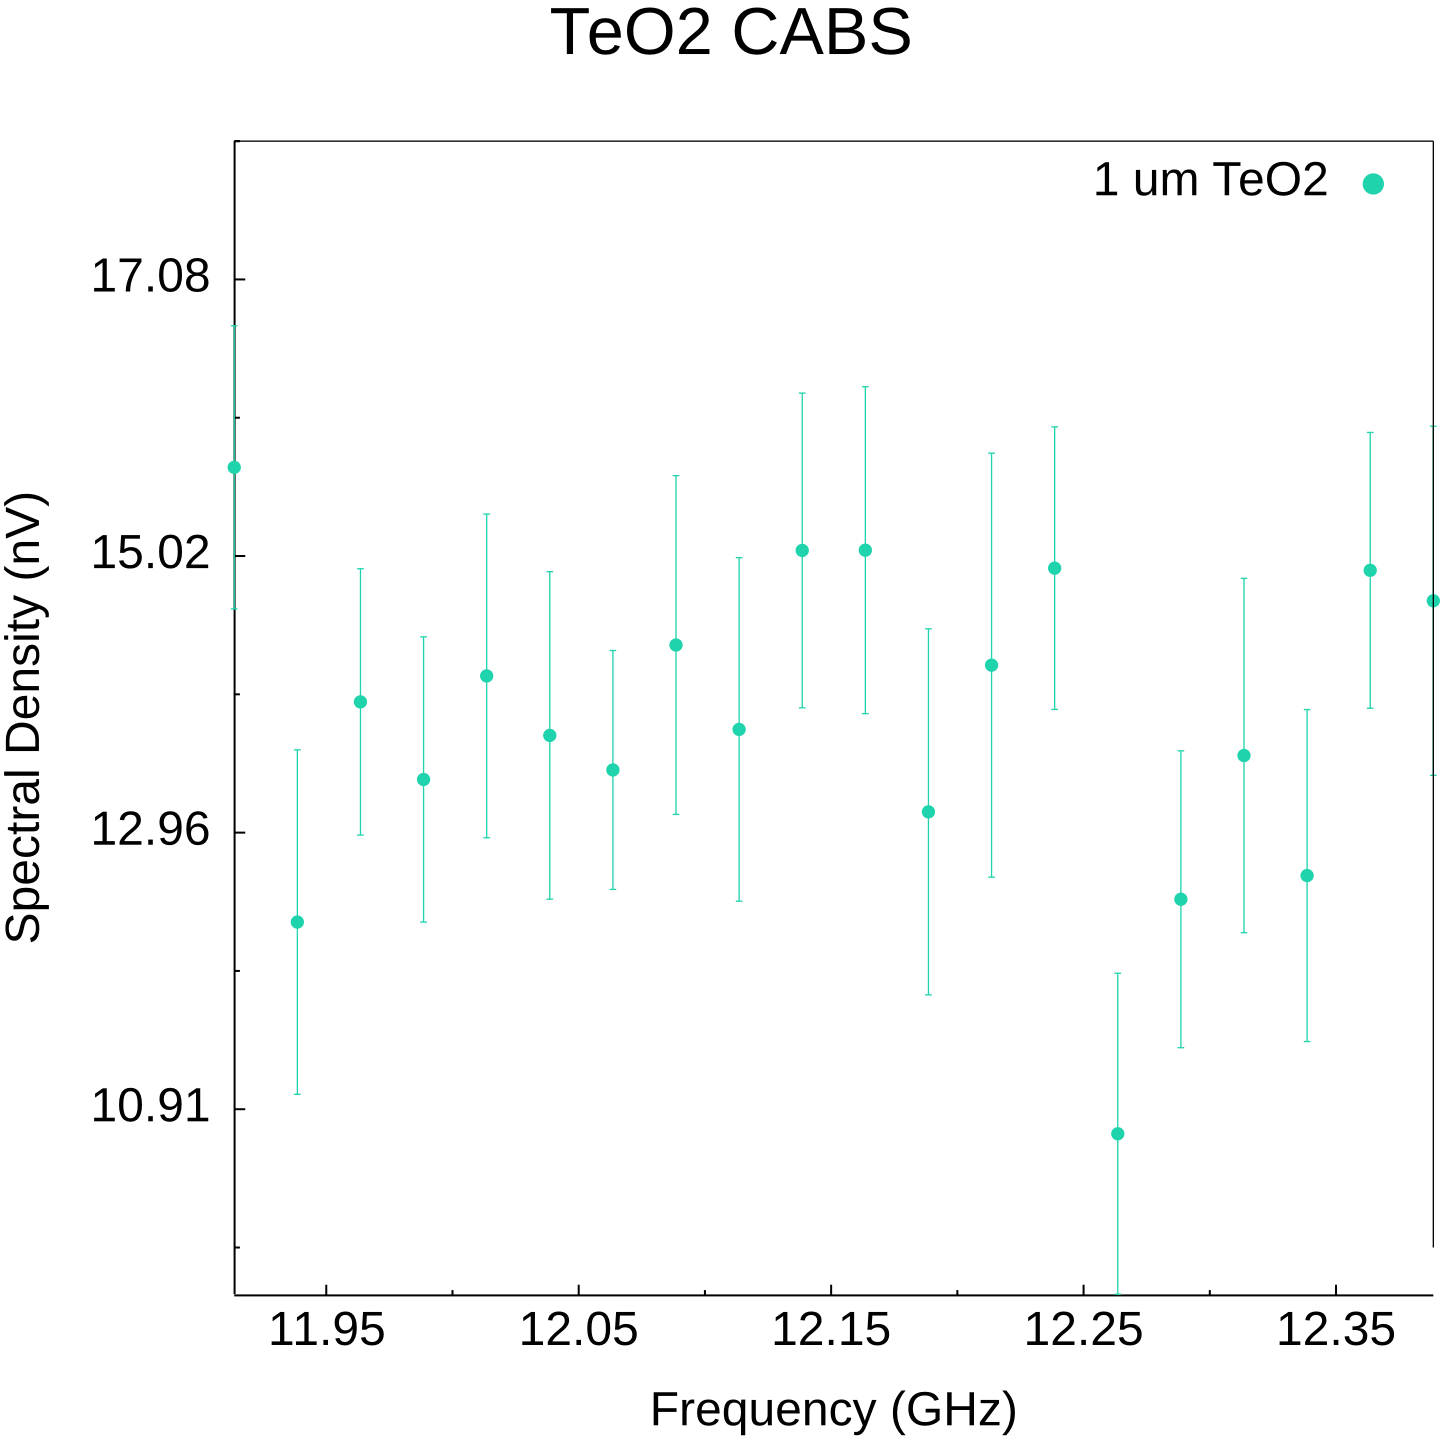 TeO2 CABS
1 um TeO2
17.08
15.02
12.96
10.91
Spectral Density (nV)
11.95 12.05 12.15 12.25 12.35
Frequency (GHz)